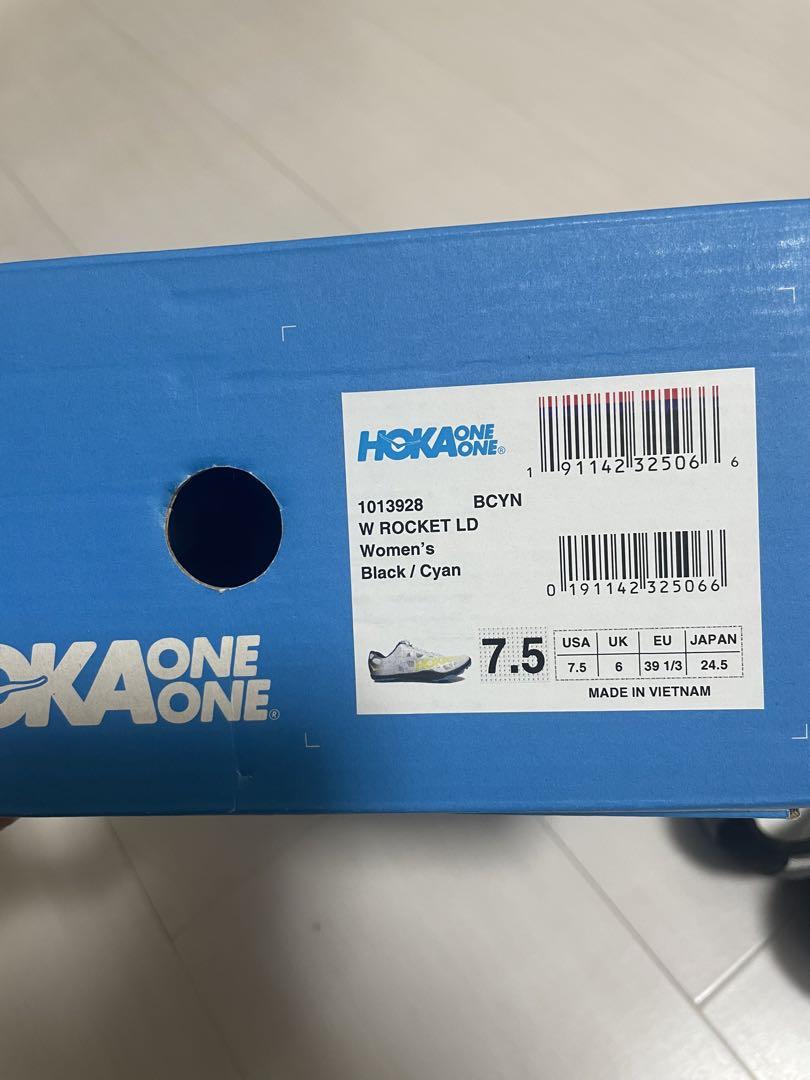 HOKA ONE ONE®
1 91142 32506 6
1013928 BCYN
W ROCKET LD
Women's
Black / Cyan
0 191142 325066
HOKA
7.5
USA UK EU JAPAN
7.5 6 39 1/3 24.5
MADE IN VIETNAM
OKA ONE ONE®